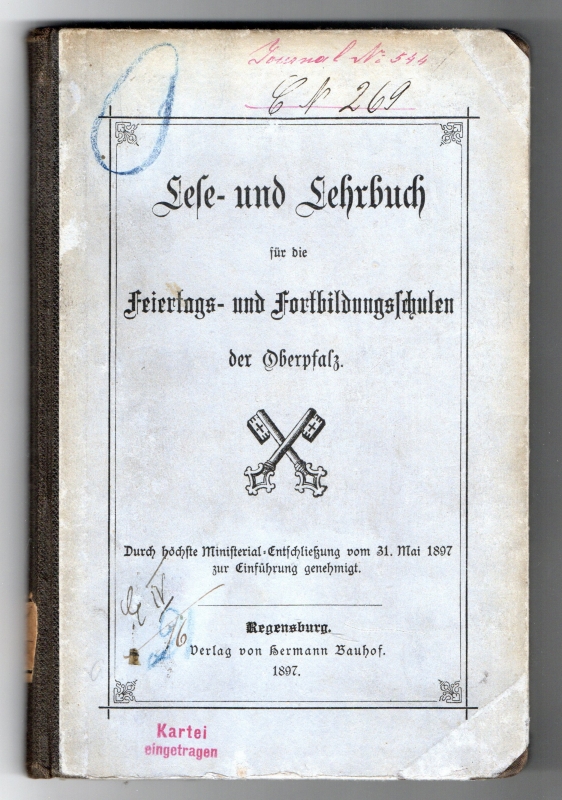 Journal No 544
C N 269
Lese- und Lehrbuch
für die
Feiertags- und Fortbildungsschulen
der Oberpfalz.
Durch höchste Ministerial-Entschließung vom 31. Mai 1897
zur Einführung genehmigt.
Regensburg.
Verlag von Hermann Bauhof.
1897.
Kartei
eingetragen